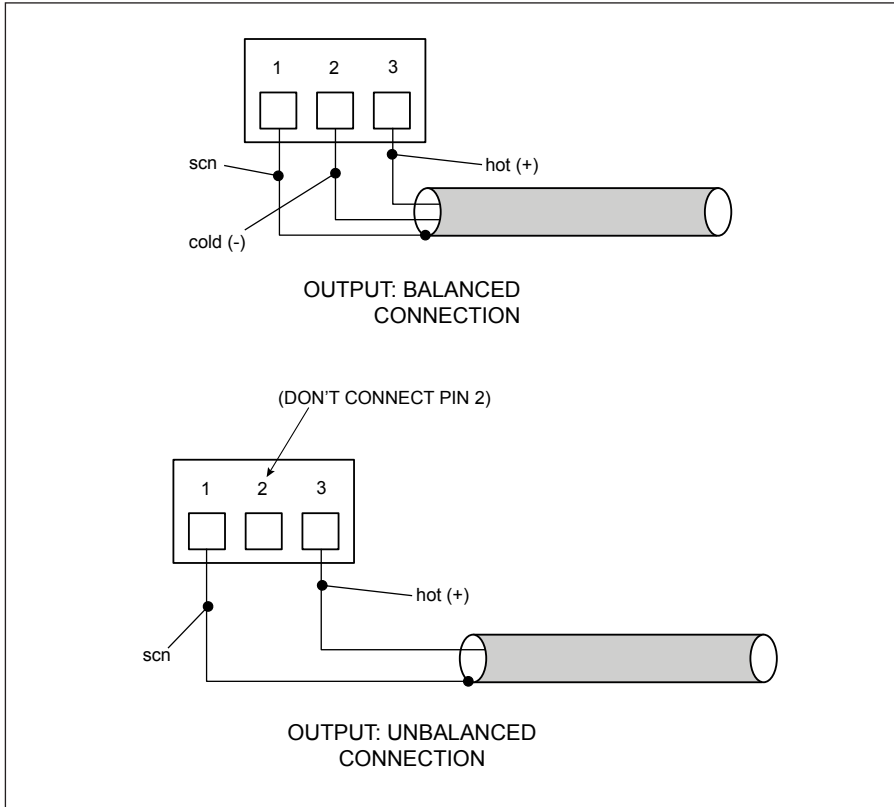 1 2 3
scn
hot (+)
cold (-)
OUTPUT: BALANCED
CONNECTION
(DON'T CONNECT PIN 2)
1 2 3
hot (+)
scn
OUTPUT: UNBALANCED
CONNECTION